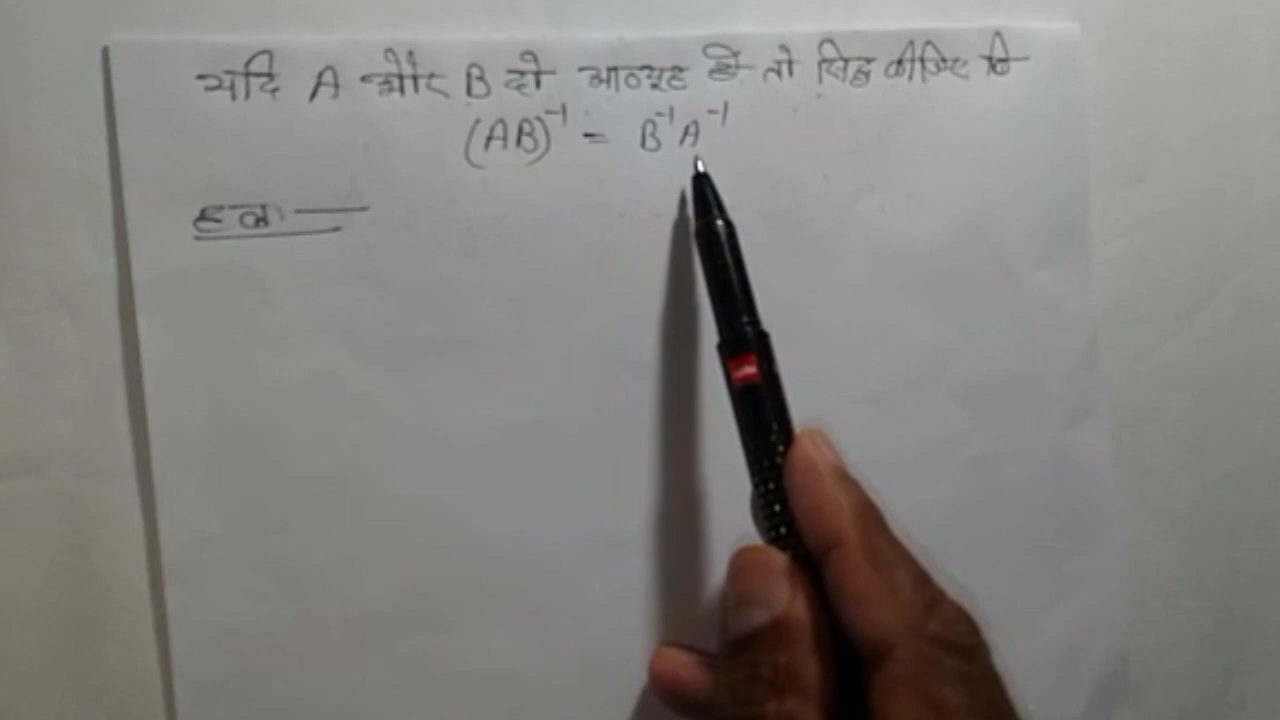 यदि A और B दो आव्यूह है तो सिद्ध कीजिए कि
(AB)⁻¹ = B⁻¹A⁻¹
हल:—